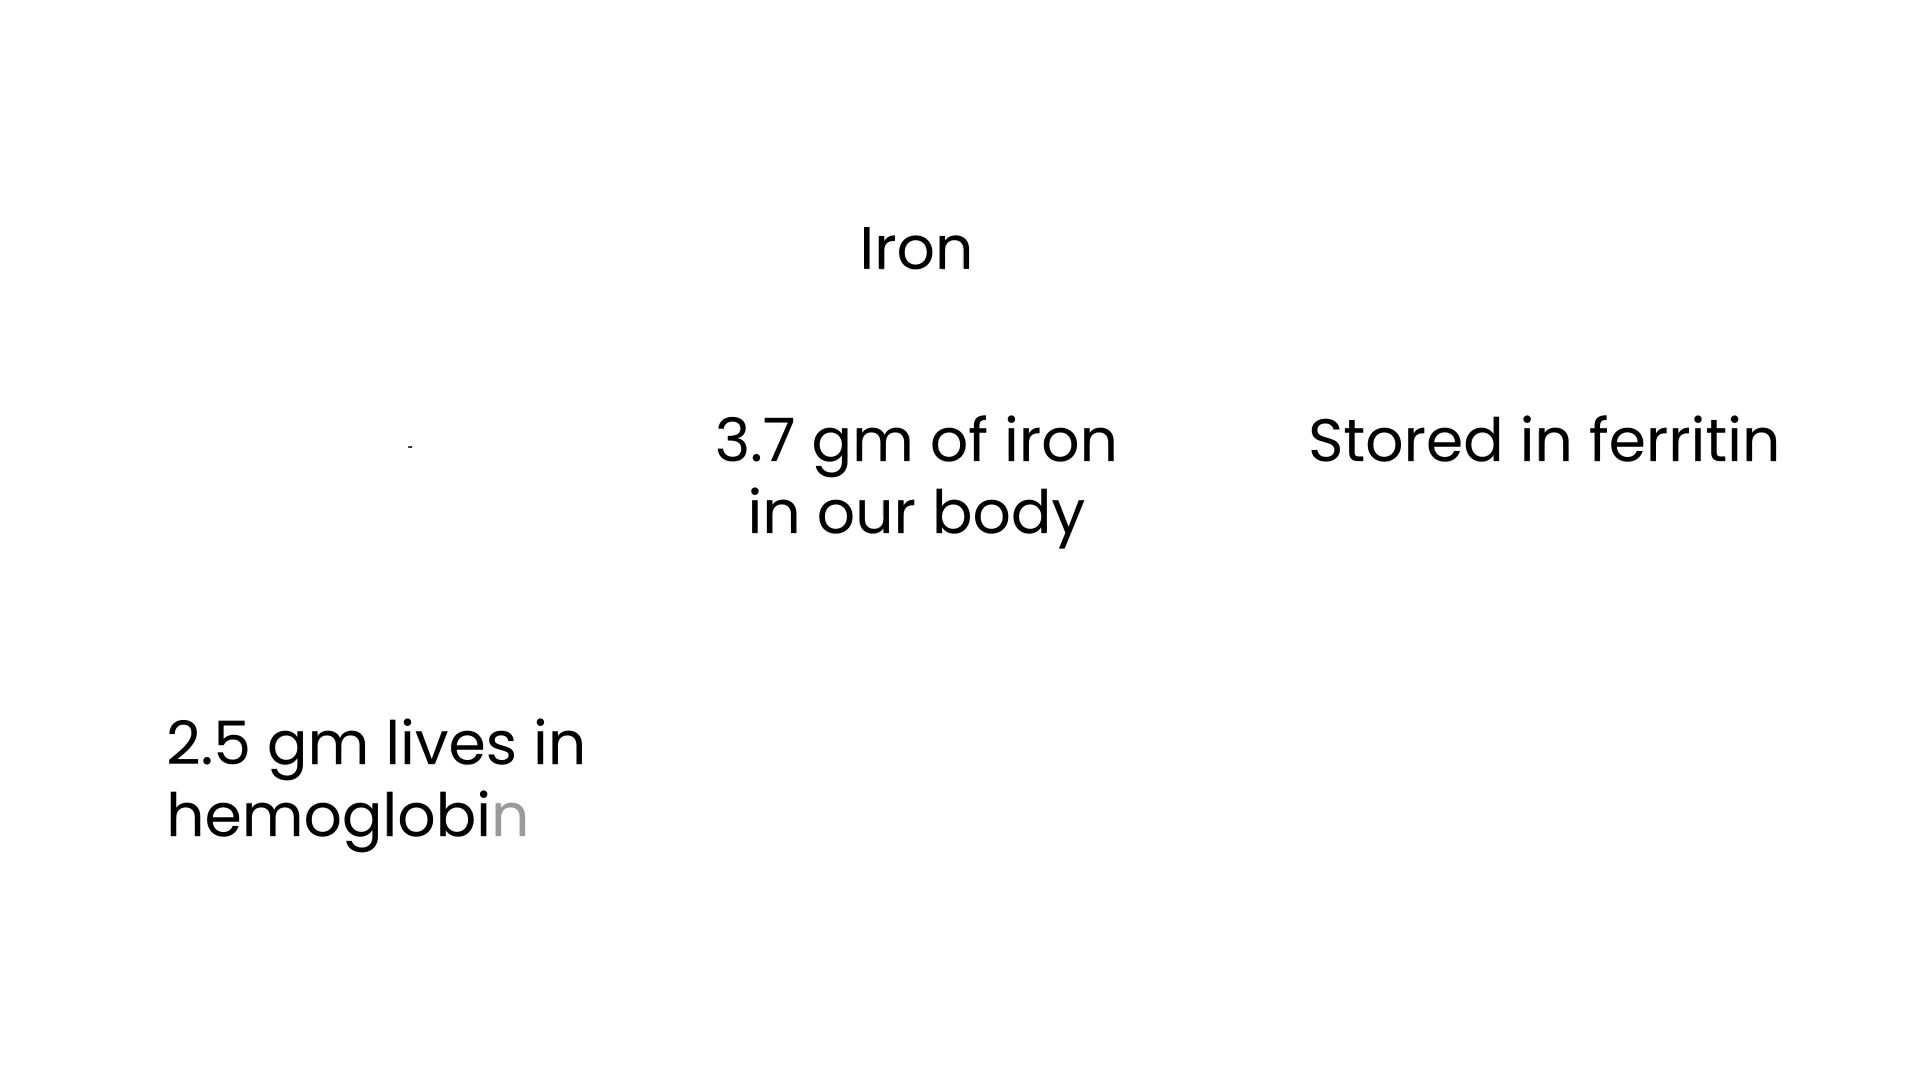 Iron
-
3.7 gm of iron
in our body
Stored in ferritin
2.5 gm lives in
hemoglobin